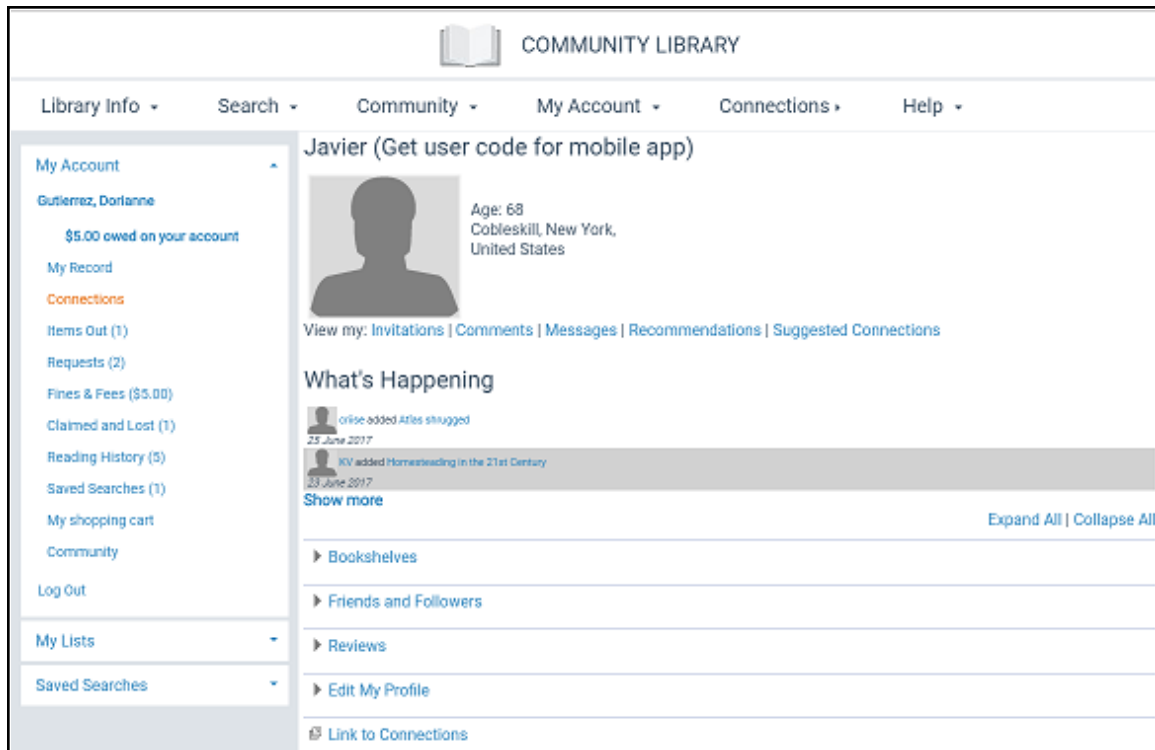 COMMUNITY LIBRARY
Library Info
Search
Community
My Account
Connections
Help
My Account
Gutierrez, Dorianne
$5.00 owed on your account
My Record
Connections
Items Out (1)
Requests (2)
Fines & Fees ($5.00)
Claimed and Lost (1)
Reading History (5)
Saved Searches (1)
My shopping cart
Community
Log Out
My Lists
Saved Searches
Javier (Get user code for mobile app)
Age: 68
Cobleskill, New York,
United States
View my: Invitations | Comments | Messages | Recommendations | Suggested Connections
What's Happening
added Atlas shrugged
25 June 2017
KV added Homesteading in the 21st Century
23 June 2017
Show more
Expand All | Collapse All
Bookshelves
Friends and Followers
Reviews
Edit My Profile
Link to Connections